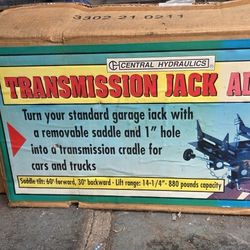 3302-21-0211
CENTRAL HYDRAULICS®
TRANSMISSION JACK AD
Turn your standard garage jack with
a removable saddle and 1" hole
into a transmission cradle for
cars and trucks
Saddle tilt: 60° forward, 30° backward - Lift range: 14-1/4" - 880 pounds capacity